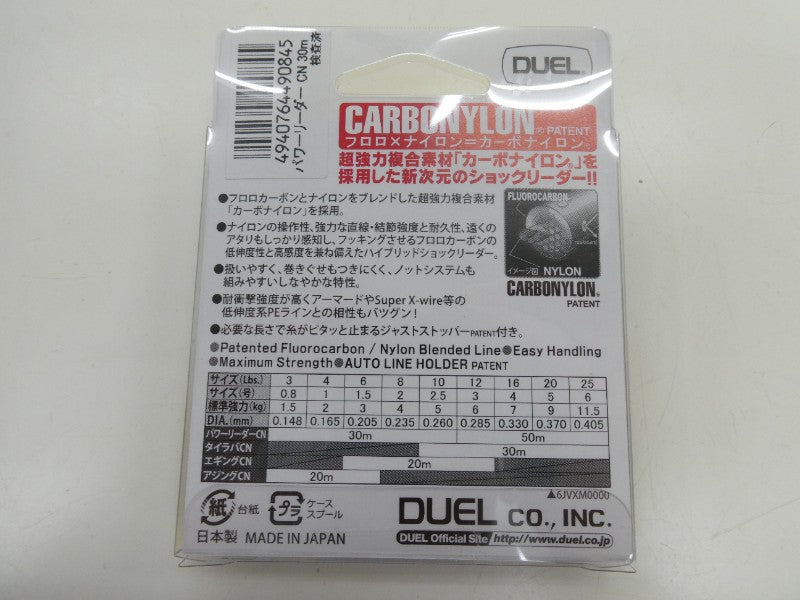 4940764490845
パワーリーダー CN 30m
検査済
DUEL®
CARBONYLON® PATENT
フロロ×ナイロン=カーボナイロン®
超強力複合素材「カーボナイロン®」を
採用した新次元のショックリーダー!!
●フロロカーボンとナイロンをブレンドした超強力複合素材
「カーボナイロン」を採用。
●ナイロンの操作性、強力な直線・結節強度と耐久性、遠くの
アタリもしっかり感知し、フッキングさせるフロロカーボンの
低伸度性と高感度を兼ね備えたハイブリッドショックリーダー。
●扱いやすく、巻きぐせもつきにくく、ノットシステムも
組みやすいしなやかな特性。
●耐衝撃強度が高くアーマードやSuper X-wire等の
低伸度系PEラインとの相性もバツグン!
●必要な長さで糸がピタッと止まるジャストストッパーPATENT付き。
FLUOROCARBON
イメージ図 NYLON
CARBONYLON®
PATENT
●Patented Fluorocarbon / Nylon Blended Line●Easy Handling
●Maximum Strength●AUTO LINE HOLDER PATENT
サイズ(Lbs.) 3 4 6 8 10 12 16 20 25
サイズ(号) 0.8 1 1.5 2 2.5 3 4 5 6
標準強力(kg) 1.5 2 3 4 5 6 7 9 11.5
DIA.(mm) 0.148 0.165 0.205 0.235 0.260 0.285 0.330 0.370 0.405
パワーリーダーCN 30m 50m
タイラバCN 30m
エギングCN 20m
アジングCN 20m
▲6JVXM0000
紙 台紙
プラ ケース
スプール
DUEL CO., INC.
日本製 MADE IN JAPAN
DUEL Official Site http://www.duel.co.jp